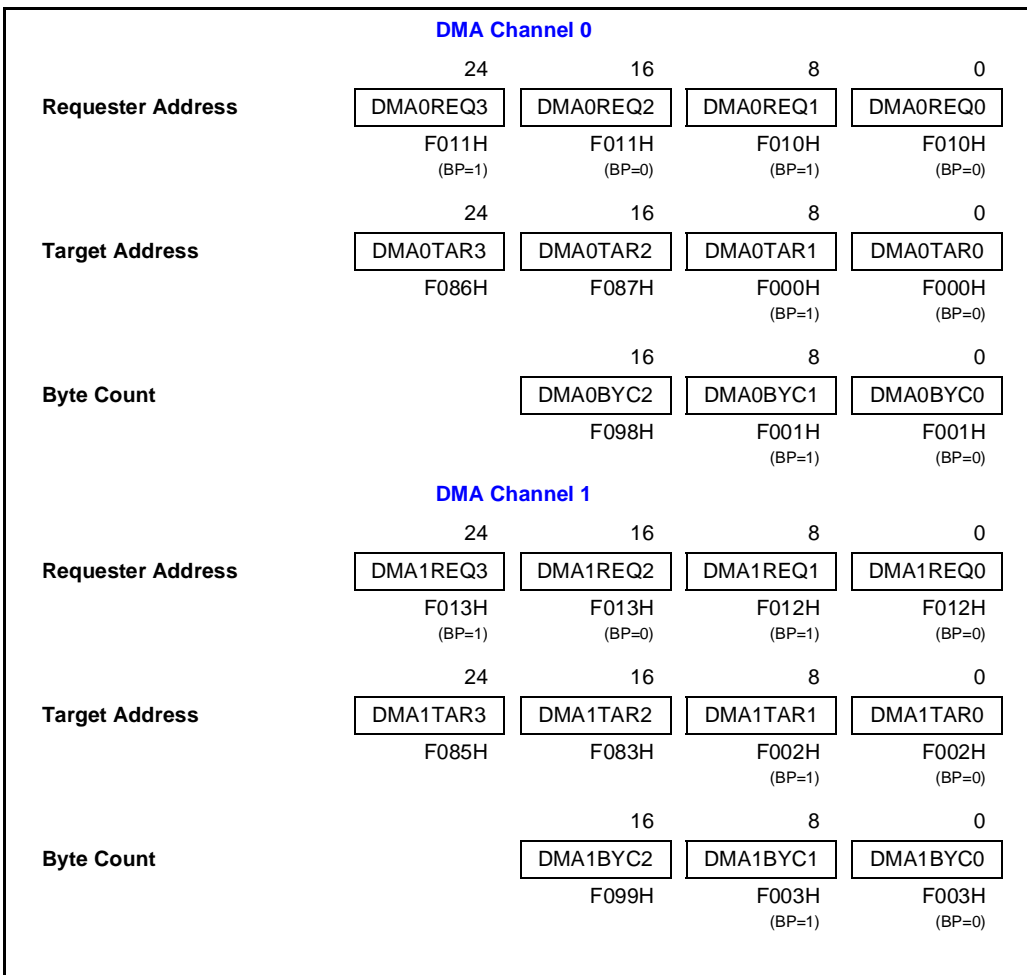 DMA Channel 0
24 16 8 0
Requester Address DMA0REQ3 DMA0REQ2 DMA0REQ1 DMA0REQ0
F011H F011H F010H F010H
(BP=1) (BP=0) (BP=1) (BP=0)
24 16 8 0
Target Address DMA0TAR3 DMA0TAR2 DMA0TAR1 DMA0TAR0
F086H F087H F000H F000H
(BP=1) (BP=0)
16 8 0
Byte Count DMA0BYC2 DMA0BYC1 DMA0BYC0
F098H F001H F001H
(BP=1) (BP=0)
DMA Channel 1
24 16 8 0
Requester Address DMA1REQ3 DMA1REQ2 DMA1REQ1 DMA1REQ0
F013H F013H F012H F012H
(BP=1) (BP=0) (BP=1) (BP=0)
24 16 8 0
Target Address DMA1TAR3 DMA1TAR2 DMA1TAR1 DMA1TAR0
F085H F083H F002H F002H
(BP=1) (BP=0)
16 8 0
Byte Count DMA1BYC2 DMA1BYC1 DMA1BYC0
F099H F003H F003H
(BP=1) (BP=0)